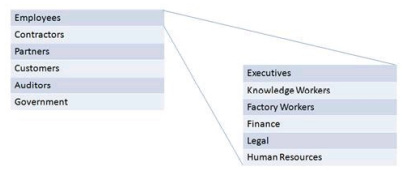 Employees
Contractors
Partners
Customers
Auditors
Government
Executives
Knowledge Workers
Factory Workers
Finance
Legal
Human Resources